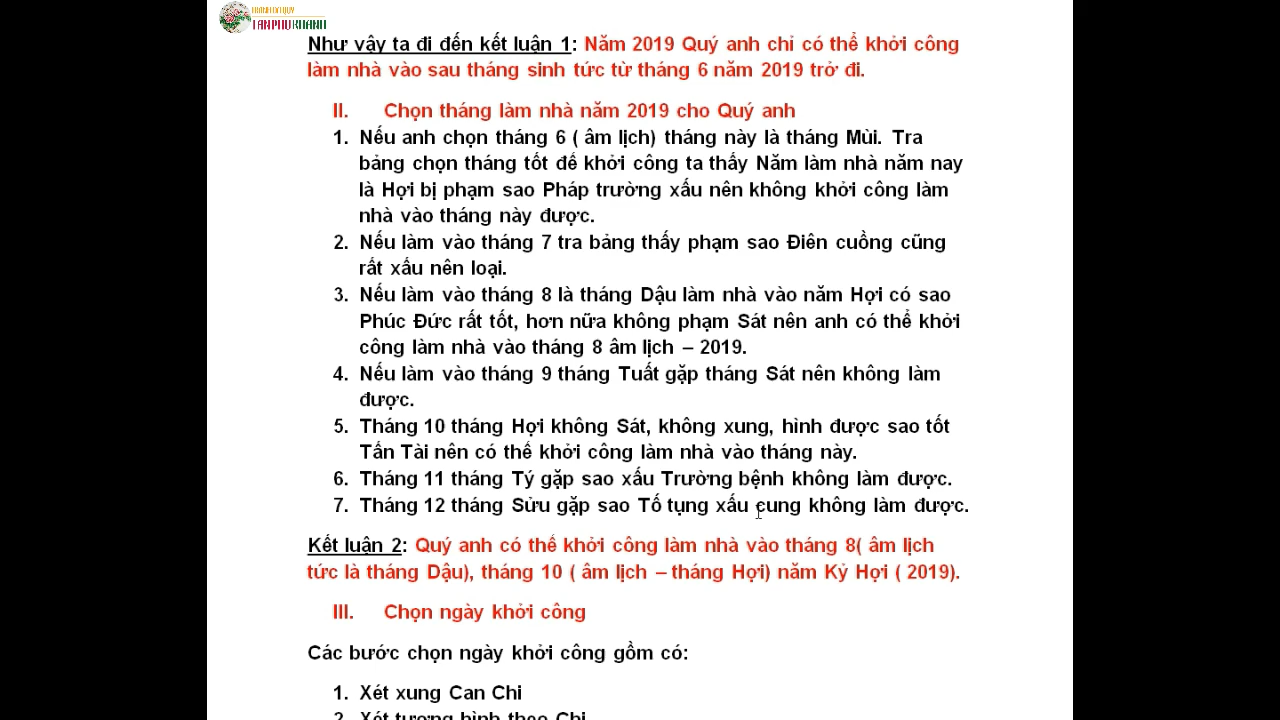 TÂN PHÚ KHANH
Như vậy ta đi đến kết luận 1: Năm 2019 Quý anh chỉ có thể khởi công
làm nhà vào sau tháng sinh tức từ tháng 6 năm 2019 trở đi.
II. Chọn tháng làm nhà năm 2019 cho Quý anh
1. Nếu anh chọn tháng 6 ( âm lịch) tháng này là tháng Mùi. Tra
bảng chọn tháng tốt để khởi công ta thấy Năm làm nhà năm nay
là Hợi bị phạm sao Pháp trường xấu nên không khởi công làm
nhà vào tháng này được.
2. Nếu làm vào tháng 7 tra bảng thấy phạm sao Điên cuồng cũng
rất xấu nên loại.
3. Nếu làm vào tháng 8 là tháng Dậu làm nhà vào năm Hợi có sao
Phúc Đức rất tốt, hơn nữa không phạm Sát nên anh có thể khởi
công làm nhà vào tháng 8 âm lịch – 2019.
4. Nếu làm vào tháng 9 tháng Tuất gặp tháng Sát nên không làm
được.
5. Tháng 10 tháng Hợi không Sát, không xung, hình được sao tốt
Tấn Tài nên có thể khởi công làm nhà vào tháng này.
6. Tháng 11 tháng Tý gặp sao xấu Trường bệnh không làm được.
7. Tháng 12 tháng Sửu gặp sao Tố tụng xấu cung không làm được.
Kết luận 2: Quý anh có thể khởi công làm nhà vào tháng 8( âm lịch
tức là tháng Dậu), tháng 10 ( âm lịch – tháng Hợi) năm Kỷ Hợi ( 2019).
III. Chọn ngày khởi công
Các bước chọn ngày khởi công gồm có:
1. Xét xung Can Chi
2. Xét tương hình theo Chi